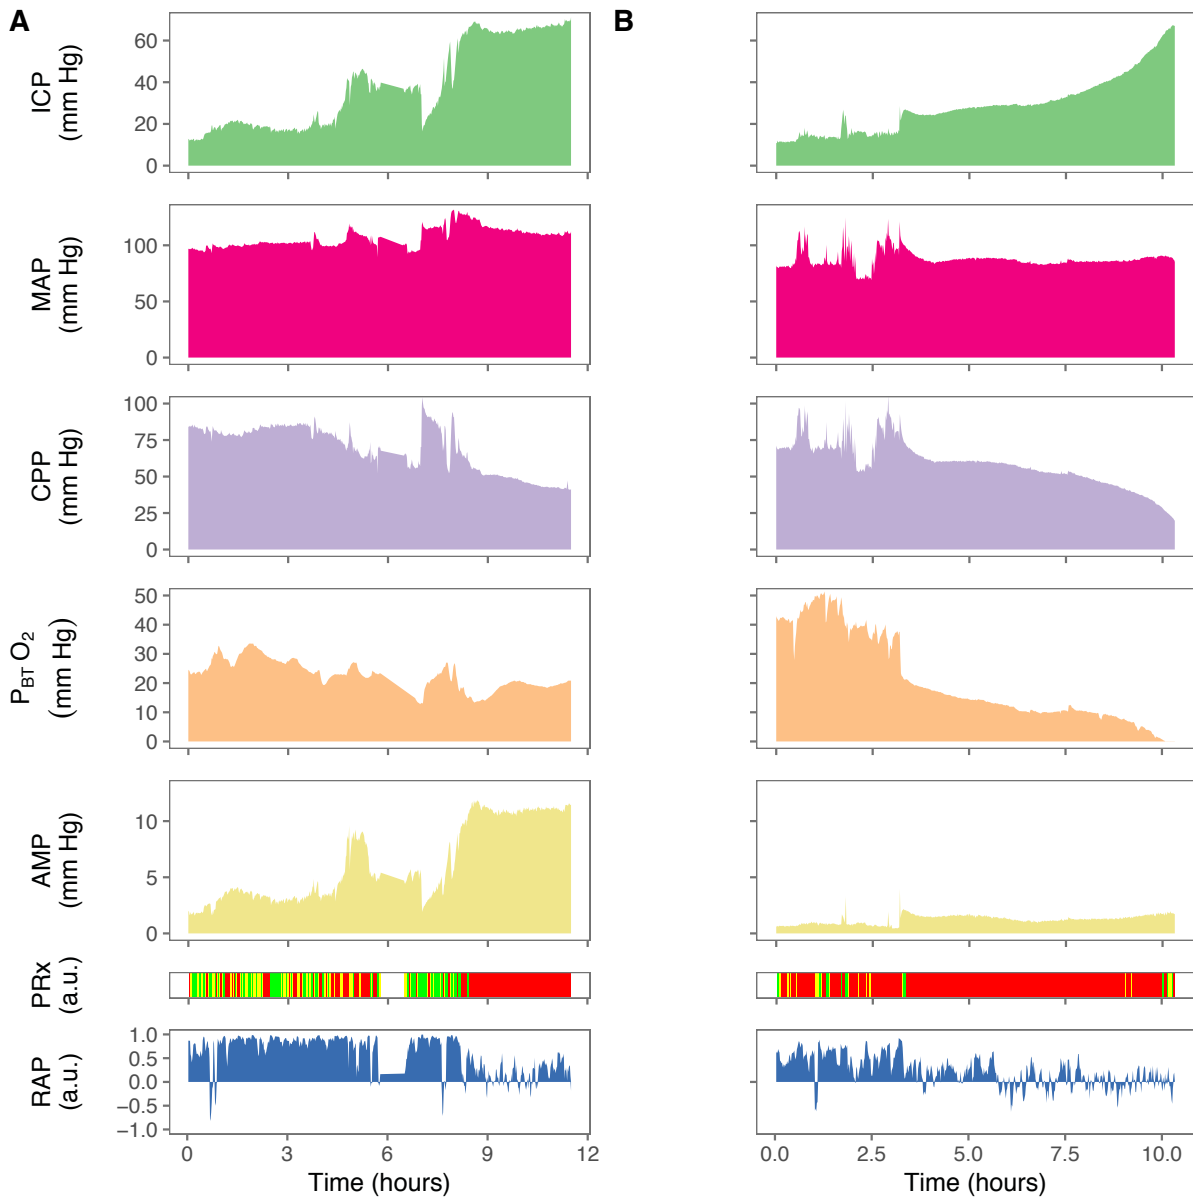 A
B
ICP
(mm Hg)
60
40
20
0
MAP
(mm Hg)
100
50
0
CPP
(mm Hg)
100
75
50
25
0
P_BT O₂
(mm Hg)
50
40
30
20
10
0
AMP
(mm Hg)
10
5
0
PRx
(a.u.)
RAP
(a.u.)
1.0
0.5
0.0
−0.5
−1.0
0 3 6 9 12
0.0 2.5 5.0 7.5 10.0
Time (hours)
Time (hours)